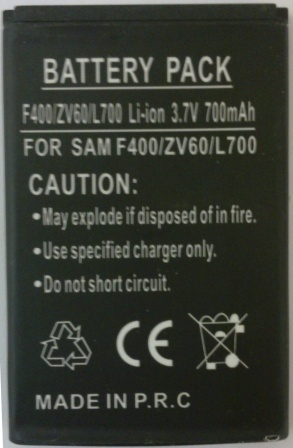 BATTERY PACK
F400/ZV60/L700 Li-ion 3.7V 700mAh
FOR SAM F400/ZV60/L700
CAUTION:
•May explode if disposed of in fire.
•Use specified charger only.
•Do not short circuit.
CE
MADE IN P.R.C